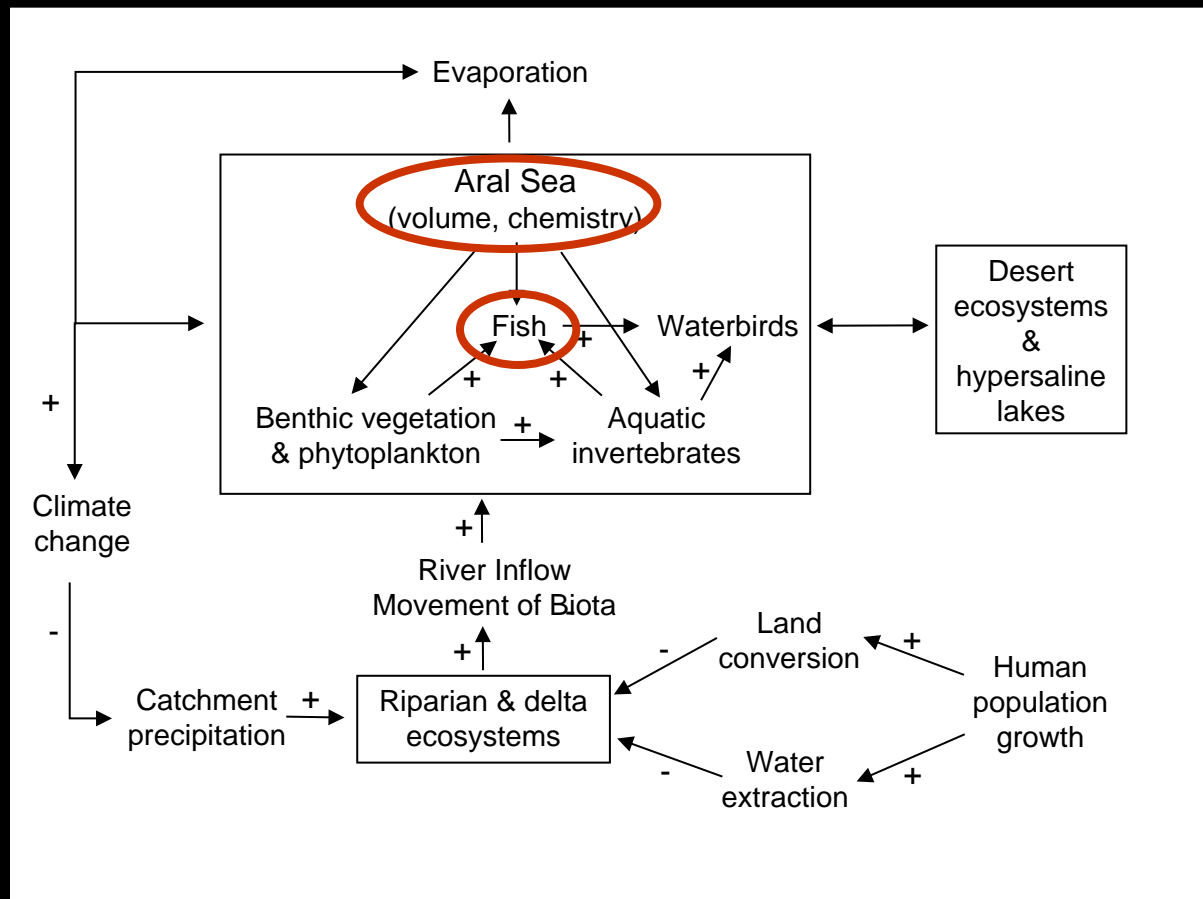 Evaporation
Aral Sea
(volume, chemistry)
Desert
ecosystems
&
hypersaline
lakes
Fish
+
Waterbirds
+
+
+
+
Benthic vegetation
& phytoplankton
+
Aquatic
invertebrates
Climate
change
+
River Inflow
Movement of Biota
-
-
+
-
Land
conversion
+
Human
population
growth
Catchment
precipitation
+
Riparian & delta
ecosystems
-
Water
extraction
+